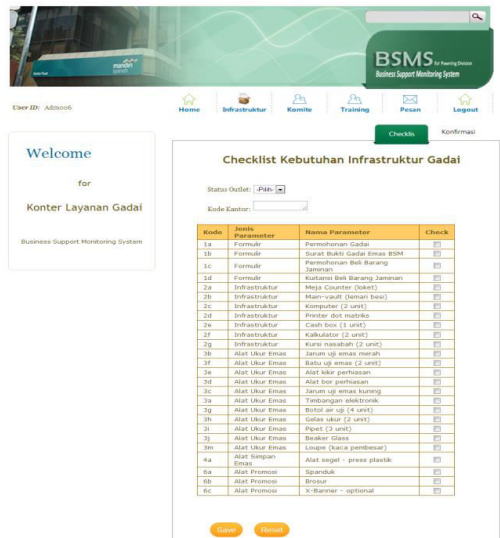 mandiri
syariah
BSMS for Pawning Division
Business Support Monitoring System
User ID: Admoo6
Home Infrastruktur Komite Training Pesan Logout
Checklis Konfirmasi
Welcome
for
Konter Layanan Gadai
Business Support Monitoring System
Checklist Kebutuhan Infrastruktur Gadai
Status Outlet: -Pilih-
Kode Kantor:
Kode Jenis Parameter Nama Parameter Check
1a Formulir Permohonan Gadai
1b Formulir Surat Bukti Gadai Emas BSM
1c Formulir Permohonan Beli Barang Jaminan
1d Formulir Kuitansi Beli Barang Jaminan
2a Infrastruktur Meja Counter (loket)
2b Infrastruktur Main-vault (lemari besi)
2c Infrastruktur Komputer (2 unit)
2d Infrastruktur Printer dot matriks
2e Infrastruktur Cash box (1 unit)
2f Infrastruktur Kalkulator (2 unit)
2g Infrastruktur Kursi nasabah (2 unit)
3b Alat Ukur Emas Jarum uji emas merah
3f Alat Ukur Emas Batu uji emas (2 unit)
3e Alat Ukur Emas Alat kikir perhiasan
3d Alat Ukur Emas Alat bor perhiasan
3c Alat Ukur Emas Jarum uji emas kuning
3a Alat Ukur Emas Timbangan elektronik
3g Alat Ukur Emas Botol air uji (4 unit)
3h Alat Ukur Emas Gelas ukur (2 unit)
3i Alat Ukur Emas Pipet (3 unit)
3j Alat Ukur Emas Beaker Glass
3m Alat Ukur Emas Loupe (kaca pembesar)
4a Alat Simpan Emas Alat segel - press plastik
6a Alat Promosi Spanduk
6b Alat Promosi Brosur
6c Alat Promosi X-Banner - optional
Save Reset